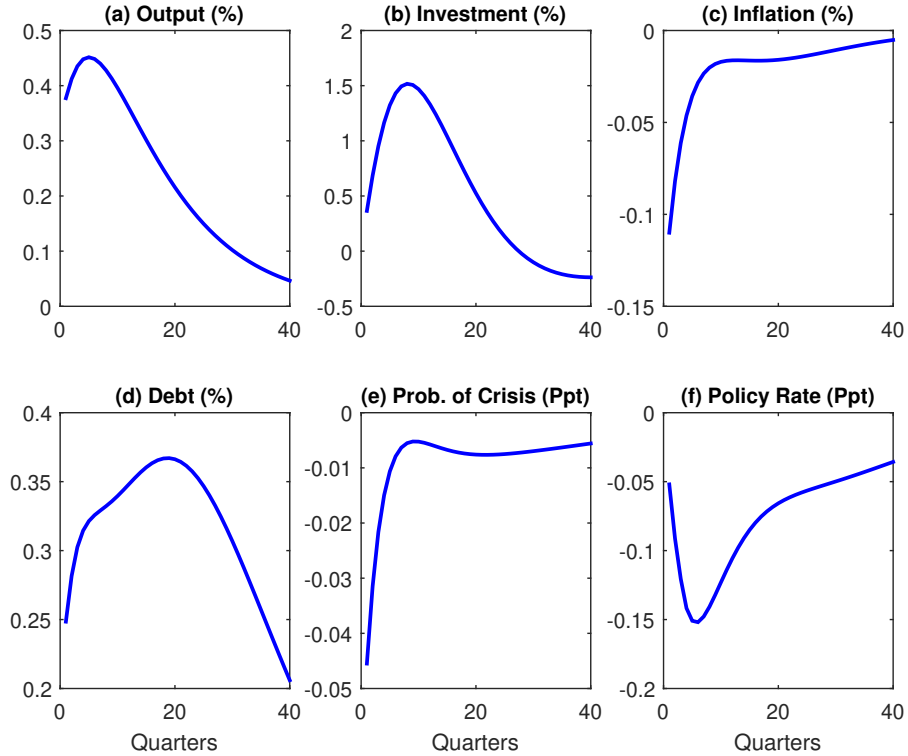 (a) Output (%)
0.5
0.4
0.3
0.2
0.1
0
0 20 40
(b) Investment (%)
2
1.5
1
0.5
0
-0.5
0 20 40
(c) Inflation (%)
0
-0.05
-0.1
-0.15
0 20 40
(d) Debt (%)
0.4
0.35
0.3
0.25
0.2
0 20 40
Quarters
(e) Prob. of Crisis (Ppt)
0
-0.01
-0.02
-0.03
-0.04
-0.05
0 20 40
Quarters
(f) Policy Rate (Ppt)
0
-0.05
-0.1
-0.15
-0.2
0 20 40
Quarters